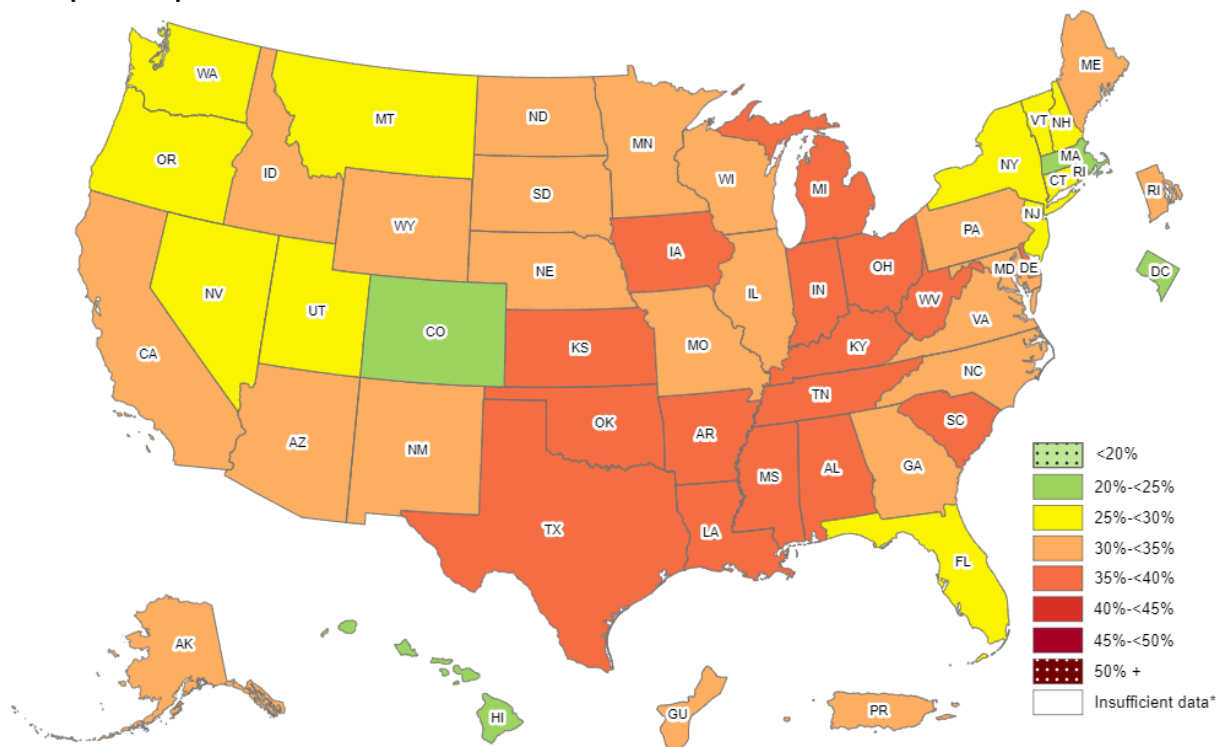 WA
MT
ND
MN
ME
VT
NH
OR
ID
SD
WI
MI
NY
MA
RI
CT
WY
IA
NE
PA
NJ
RI
NV
UT
CO
IL
IN
OH
MD
DE
DC
WV
VA
CA
KS
MO
KY
NC
TN
AZ
NM
OK
AR
SC
MS
AL
GA
TX
LA
FL
AK
HI
GU
PR
<20%
20%-<25%
25%-<30%
30%-<35%
35%-<40%
40%-<45%
45%-<50%
50% +
Insufficient data*